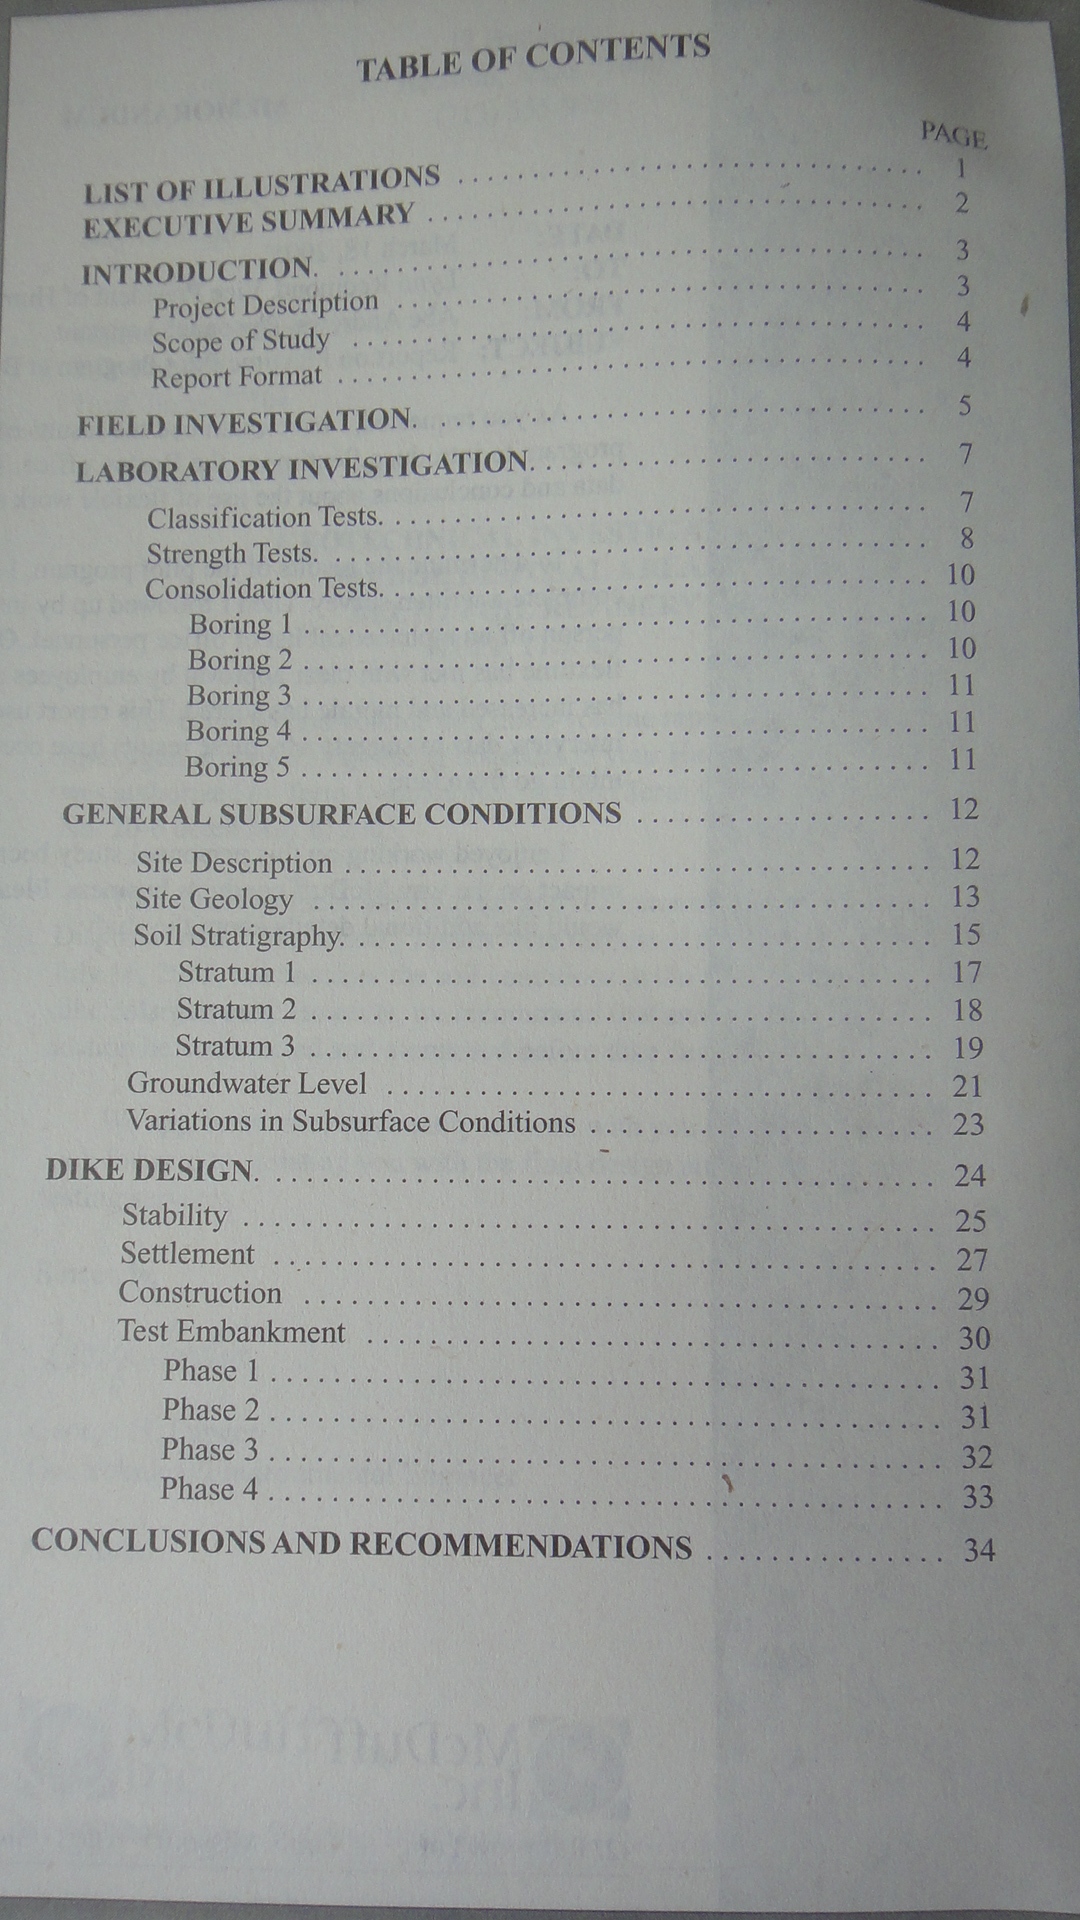 TABLE OF CONTENTS
PAGE
LIST OF ILLUSTRATIONS . . . . . . . . . . . . . . . . . . . . . . . . . . . . . . . . . . . 1
EXECUTIVE SUMMARY . . . . . . . . . . . . . . . . . . . . . . . . . . . . . . . . . . . . . 2
INTRODUCTION. . . . . . . . . . . . . . . . . . . . . . . . . . . . . . . . . . . . . . . . . . . . 3
Project Description . . . . . . . . . . . . . . . . . . . . . . . . . . . . . . . . . . . . . . . 3
Scope of Study . . . . . . . . . . . . . . . . . . . . . . . . . . . . . . . . . . . . . . . . . . . 4
Report Format . . . . . . . . . . . . . . . . . . . . . . . . . . . . . . . . . . . . . . . . . . . . 4
FIELD INVESTIGATION. . . . . . . . . . . . . . . . . . . . . . . . . . . . . . . . . . . . . . 5
LABORATORY INVESTIGATION. . . . . . . . . . . . . . . . . . . . . . . . . . . . . . 7
Classification Tests. . . . . . . . . . . . . . . . . . . . . . . . . . . . . . . . . . . . . . . . 7
Strength Tests. . . . . . . . . . . . . . . . . . . . . . . . . . . . . . . . . . . . . . . . . . . . . 8
Consolidation Tests. . . . . . . . . . . . . . . . . . . . . . . . . . . . . . . . . . . . . . . . 10
Boring 1 . . . . . . . . . . . . . . . . . . . . . . . . . . . . . . . . . . . . . . . . . . . . . . 10
Boring 2 . . . . . . . . . . . . . . . . . . . . . . . . . . . . . . . . . . . . . . . . . . . . . . 10
Boring 3 . . . . . . . . . . . . . . . . . . . . . . . . . . . . . . . . . . . . . . . . . . . . . . 11
Boring 4 . . . . . . . . . . . . . . . . . . . . . . . . . . . . . . . . . . . . . . . . . . . . . . 11
Boring 5 . . . . . . . . . . . . . . . . . . . . . . . . . . . . . . . . . . . . . . . . . . . . . . 11
GENERAL SUBSURFACE CONDITIONS . . . . . . . . . . . . . . . . . . . . . . 12
Site Description . . . . . . . . . . . . . . . . . . . . . . . . . . . . . . . . . . . . . . . . . . . 12
Site Geology . . . . . . . . . . . . . . . . . . . . . . . . . . . . . . . . . . . . . . . . . . . . . . 13
Soil Stratigraphy. . . . . . . . . . . . . . . . . . . . . . . . . . . . . . . . . . . . . . . . . . . 15
Stratum 1 . . . . . . . . . . . . . . . . . . . . . . . . . . . . . . . . . . . . . . . . . . . . . . 17
Stratum 2 . . . . . . . . . . . . . . . . . . . . . . . . . . . . . . . . . . . . . . . . . . . . . . 18
Stratum 3 . . . . . . . . . . . . . . . . . . . . . . . . . . . . . . . . . . . . . . . . . . . . . . 19
Groundwater Level . . . . . . . . . . . . . . . . . . . . . . . . . . . . . . . . . . . . . . . . 21
Variations in Subsurface Conditions . . . . . . . . . . . . . . . . . . . . . . . . . 23
DIKE DESIGN. . . . . . . . . . . . . . . . . . . . . . . . . . . . . . . . . . . . . . . . . . . . . . . . . 24
Stability . . . . . . . . . . . . . . . . . . . . . . . . . . . . . . . . . . . . . . . . . . . . . . . . . . 25
Settlement . . . . . . . . . . . . . . . . . . . . . . . . . . . . . . . . . . . . . . . . . . . . . . . . 27
Construction . . . . . . . . . . . . . . . . . . . . . . . . . . . . . . . . . . . . . . . . . . . . . . 29
Test Embankment . . . . . . . . . . . . . . . . . . . . . . . . . . . . . . . . . . . . . . . . . 30
Phase 1 . . . . . . . . . . . . . . . . . . . . . . . . . . . . . . . . . . . . . . . . . . . . . . . . 31
Phase 2 . . . . . . . . . . . . . . . . . . . . . . . . . . . . . . . . . . . . . . . . . . . . . . . . 31
Phase 3 . . . . . . . . . . . . . . . . . . . . . . . . . . . . . . . . . . . . . . . . . . . . . . . . 32
Phase 4 . . . . . . . . . . . . . . . . . . . . . . . . . . . . . . . . . . . . . . . . . . . . . . . . 33
CONCLUSIONS AND RECOMMENDATIONS . . . . . . . . . . . . . . . . . . 34